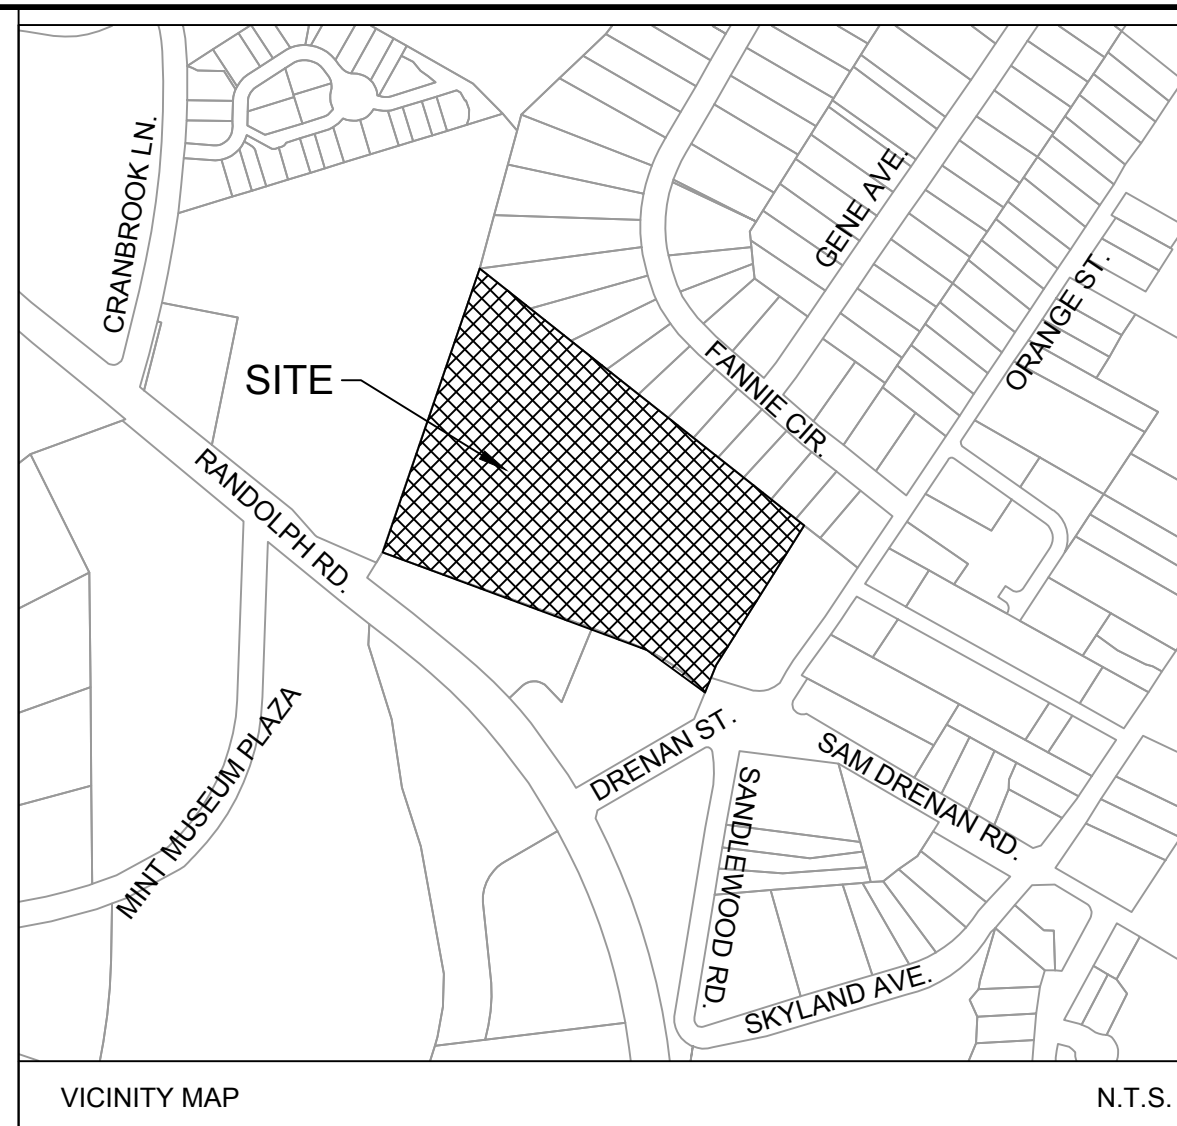 CRANBROOK LN.
GENE AVE.
ORANGE ST.
FANNIE CIR.
SITE
RANDOLPH RD.
MINT MUSEUM PLAZA
DRENAN ST.
SAM DRENAN RD.
SANDLEWOOD RD.
SKYLAND AVE.
VICINITY MAP
N.T.S.